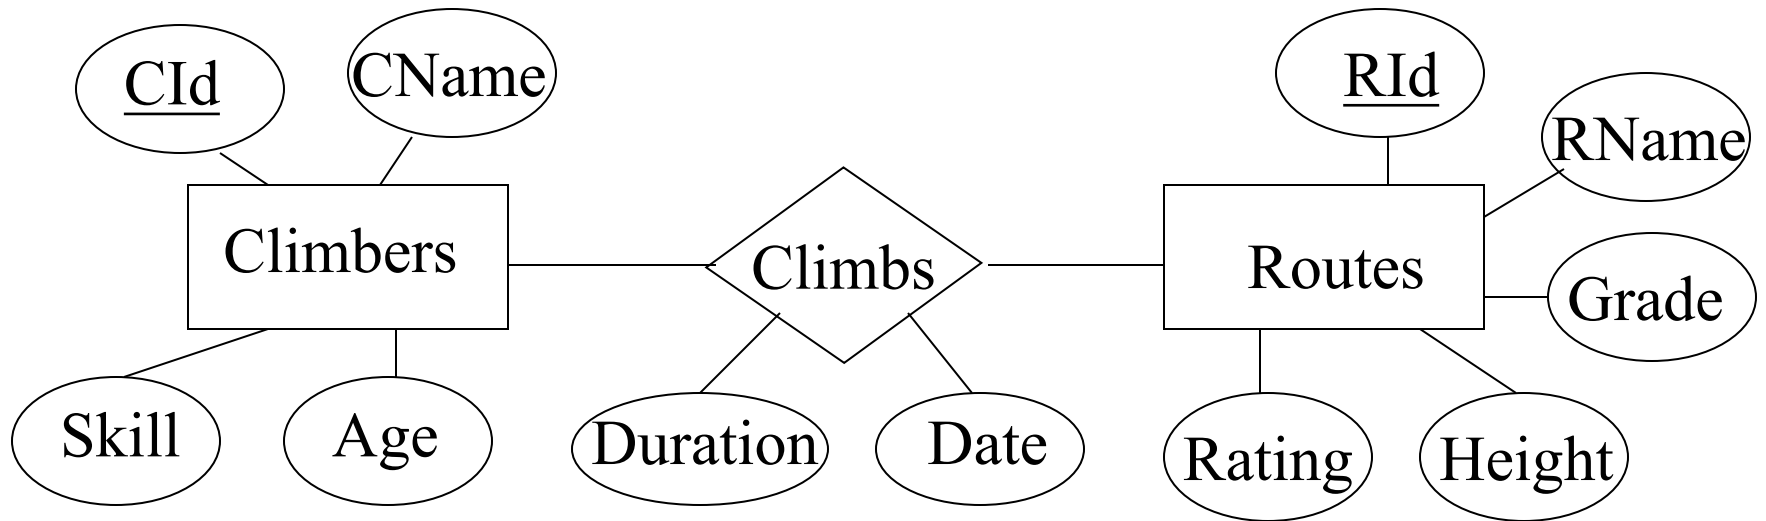 CId
CName
RId
RName
Climbers
Climbs
Routes
Grade
Skill
Age
Duration
Date
Rating
Height